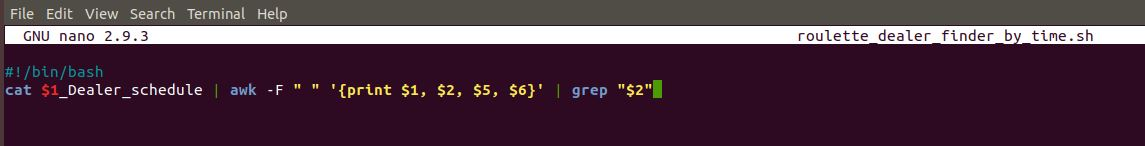 File Edit View Search Terminal Help
GNU nano 2.9.3 roulette_dealer_finder_by_time.sh
#!/bin/bash
cat $1_Dealer_schedule | awk -F " " '{print $1, $2, $5, $6}' | grep "$2"